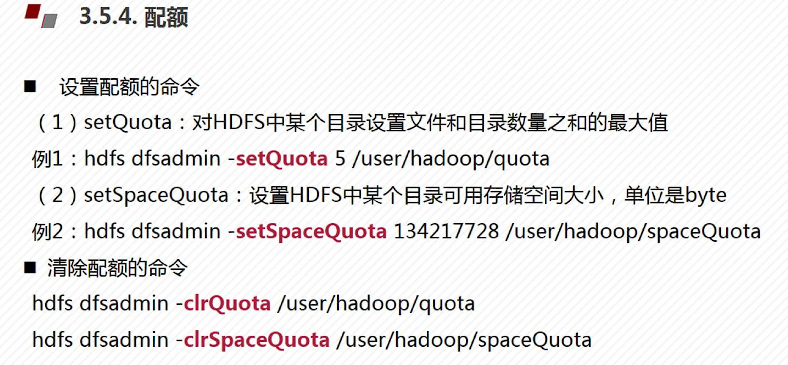 3.5.4. 配额
■ 设置配额的命令
（1）setQuota：对HDFS中某个目录设置文件和目录数量之和的最大值
例1：hdfs dfsadmin -setQuota 5 /user/hadoop/quota
（2）setSpaceQuota：设置HDFS中某个目录可用存储空间大小，单位是byte
例2：hdfs dfsadmin -setSpaceQuota 134217728 /user/hadoop/spaceQuota
■ 清除配额的命令
hdfs dfsadmin -clrQuota /user/hadoop/quota
hdfs dfsadmin -clrSpaceQuota /user/hadoop/spaceQuota